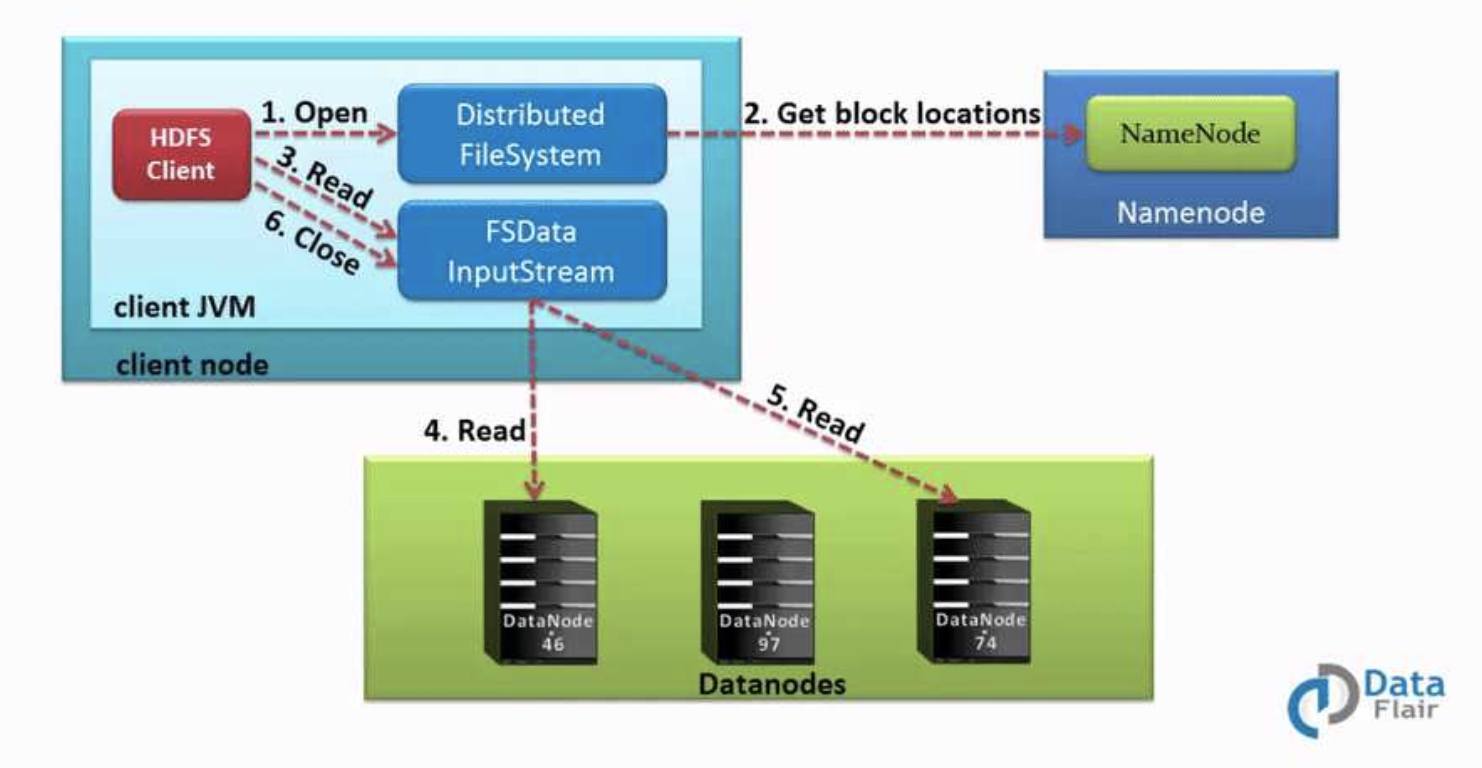 1. Open
Distributed
FileSystem
2. Get block locations
NameNode
Namenode
HDFS
Client
3. Read
6. Close
FSData
InputStream
client JVM
client node
4. Read
5. Read
DataNode
46
DataNode
97
DataNode
74
Datanodes
Data
Flair